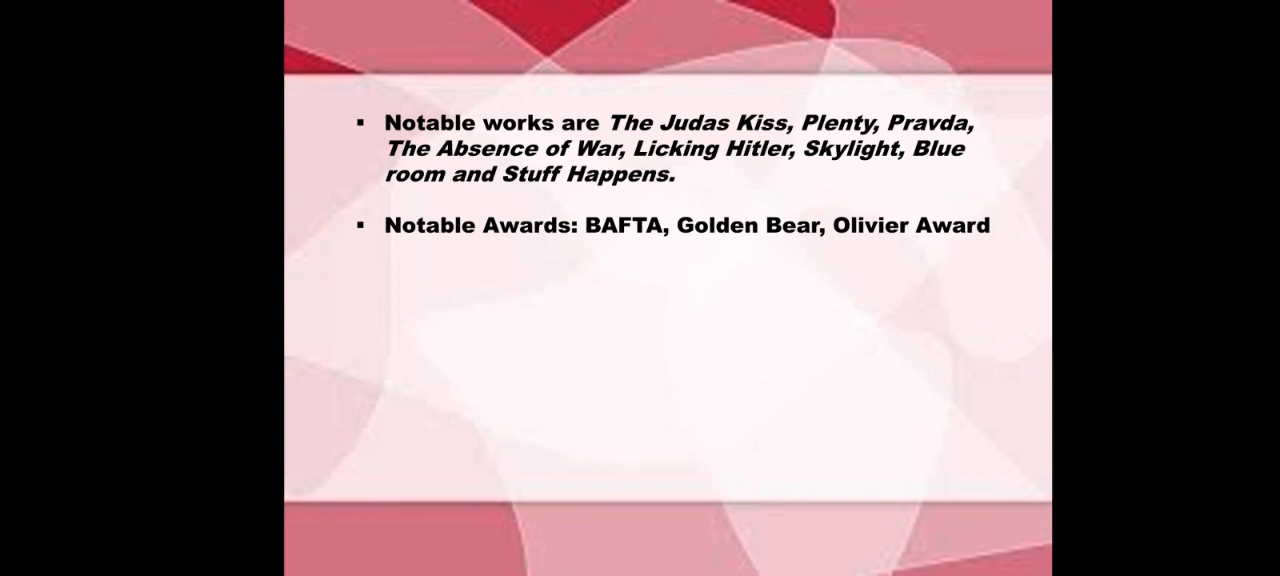 ▪ Notable works are The Judas Kiss, Plenty, Pravda,
The Absence of War, Licking Hitler, Skylight, Blue
room and Stuff Happens.
▪ Notable Awards: BAFTA, Golden Bear, Olivier Award